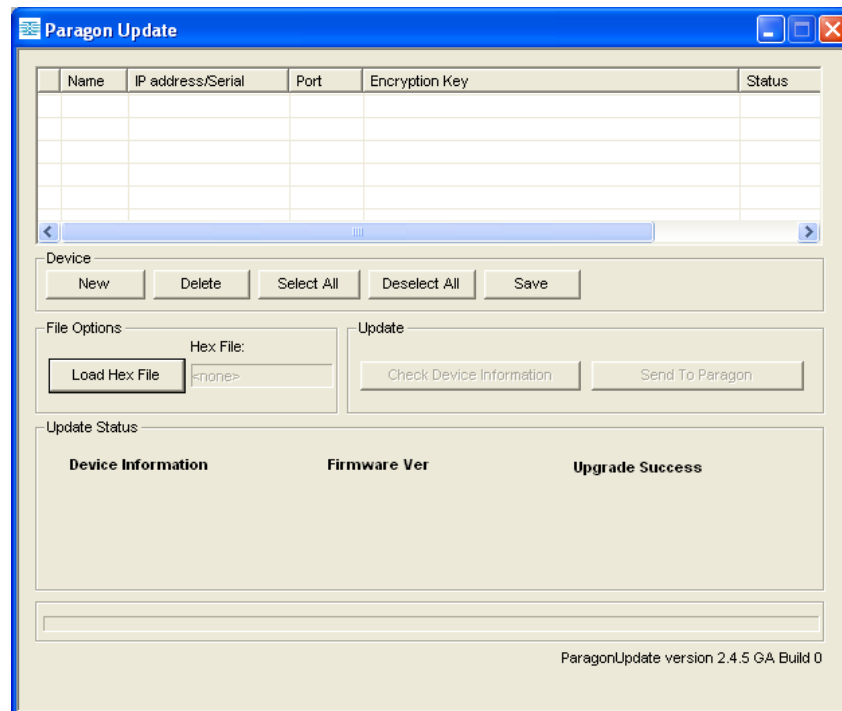 Paragon Update
Name IP address/Serial Port Encryption Key Status
Device
New Delete Select All Deselect All Save
File Options Update
Hex File:
Load Hex File <none> Check Device Information Send To Paragon
Update Status
Device Information Firmware Ver Upgrade Success
ParagonUpdate version 2.4.5 GA Build 0